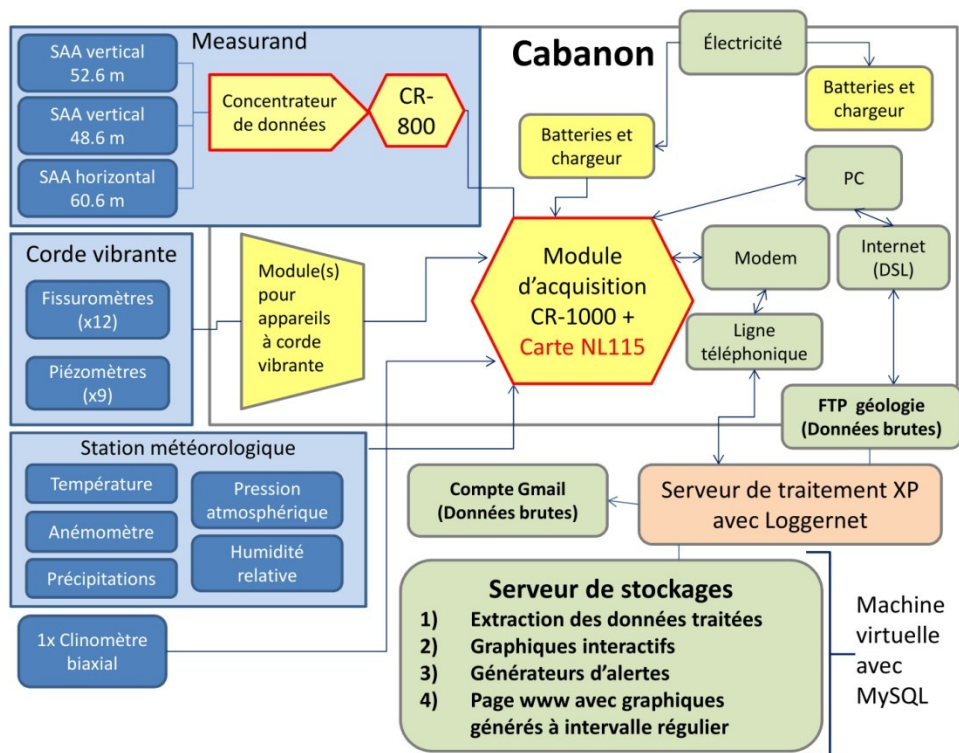 Measurand
SAA vertical
52.6 m
SAA vertical
48.6 m
SAA horizontal
60.6 m
Concentrateur
de données
CR-
800
Cabanon
Électricité
Batteries et
chargeur
Batteries et
chargeur
PC
Internet
(DSL)
Modem
Ligne
téléphonique
Module
d'acquisition
CR-1000 +
Carte NL115
Corde vibrante
Fissuromètres
(x12)
Piézomètres
(x9)
Module(s)
pour
appareils
à corde
vibrante
FTP géologie
(Données brutes)
Station météorologique
Température
Anémomètre
Précipitations
Pression
atmosphérique
Humidité
relative
1x Clinomètre
biaxial
Compte Gmail
(Données brutes)
Serveur de traitement XP
avec Loggernet
Serveur de stockages
1) Extraction des données traitées
2) Graphiques interactifs
3) Générateurs d'alertes
4) Page www avec graphiques
générés à intervalle régulier
Machine
virtuelle
avec
MySQL